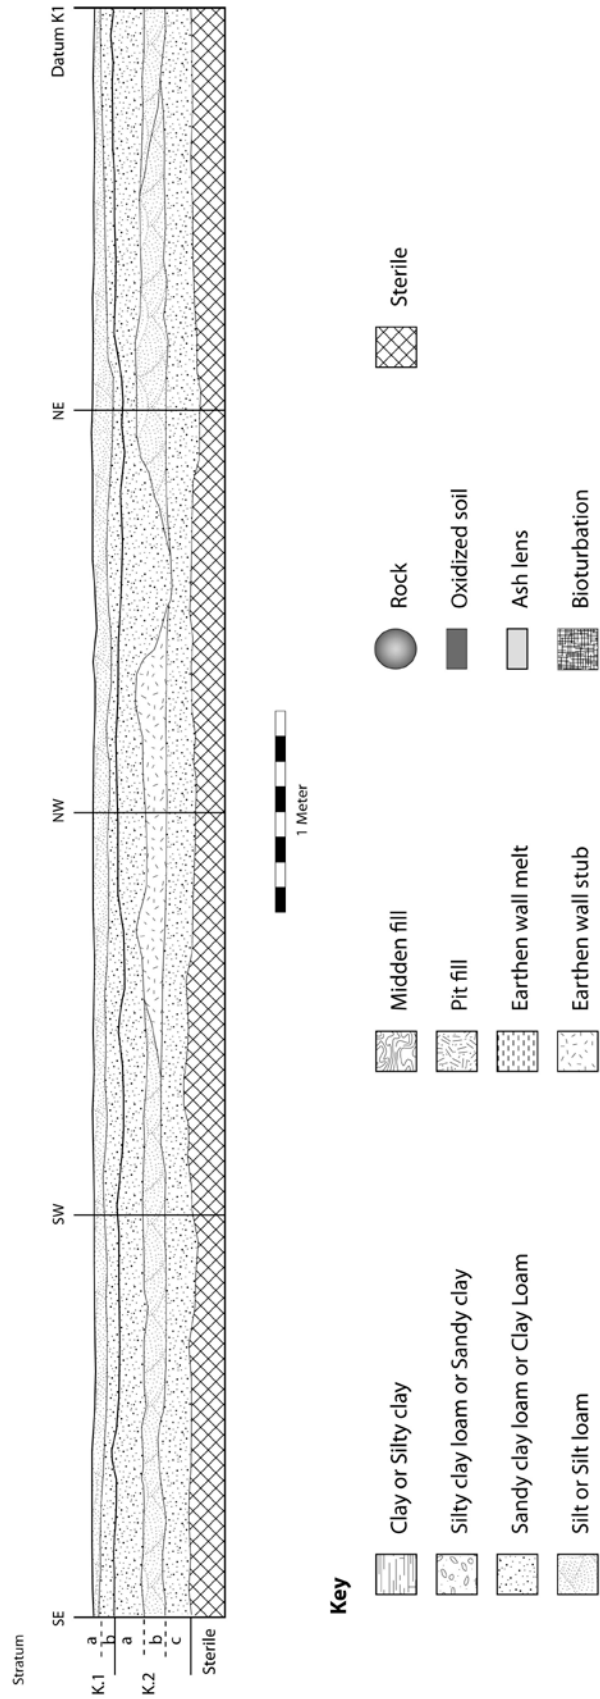 Stratum
SE
SW
NW
NE
Datum K1
K.1
a
b
K.2
a
b
c
Sterile
1 Meter
Key
Clay or Silty clay
Silty clay loam or Sandy clay
Sandy clay loam or Clay Loam
Silt or Silt loam
Midden fill
Pit fill
Earthen wall melt
Earthen wall stub
Rock
Oxidized soil
Ash lens
Bioturbation
Sterile